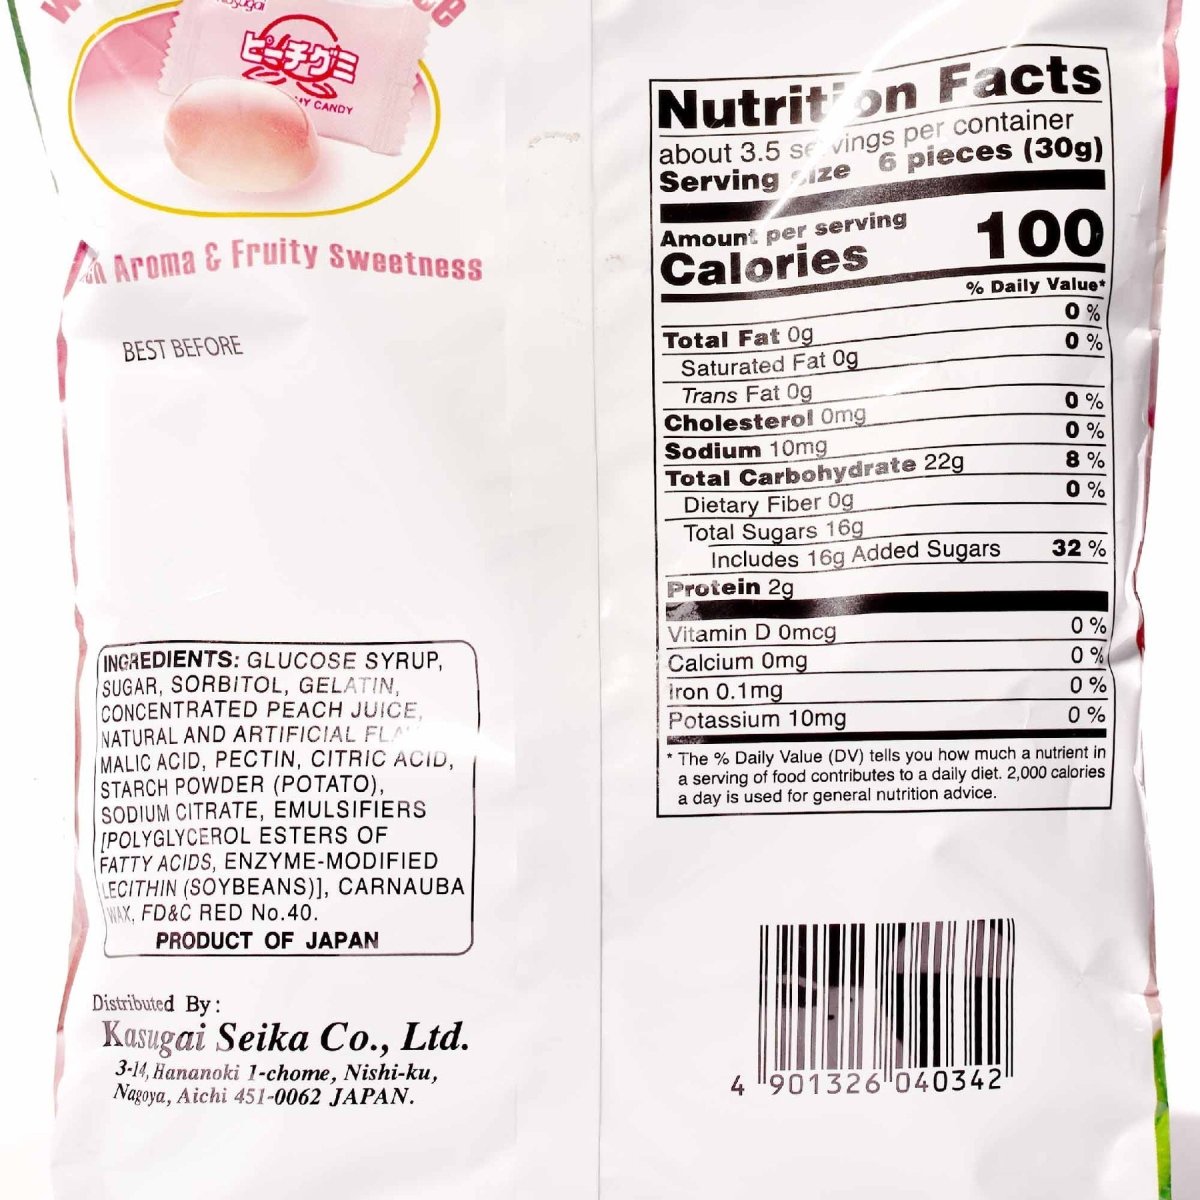 Kasugai
ピーチグミ
CANDY
Aroma & Fruity Sweetness
BEST BEFORE
INGREDIENTS: GLUCOSE SYRUP,
SUGAR, SORBITOL, GELATIN,
CONCENTRATED PEACH JUICE,
NATURAL AND ARTIFICIAL
MALIC ACID, PECTIN, CITRIC ACID,
STARCH POWDER (POTATO),
SODIUM CITRATE, EMULSIFIERS
[POLYGLYCEROL ESTERS OF
FATTY ACIDS, ENZYME-MODIFIED
LECITHIN (SOYBEANS)], CARNAUBA
WAX, FD&C RED No.40.
PRODUCT OF JAPAN
Distributed By :
Kasugai Seika Co., Ltd.
3-14, Hananoki 1-chome, Nishi-ku,
Nagoya, Aichi 451-0062 JAPAN.
Nutrition Facts
about 3.5 servings per container
Serving size 6 pieces (30g)
Amount per serving
Calories 100
% Daily Value*
Total Fat 0g 0 %
Saturated Fat 0g 0 %
Trans Fat 0g
Cholesterol 0mg 0 %
Sodium 10mg 0 %
Total Carbohydrate 22g 8 %
Dietary Fiber 0g 0 %
Total Sugars 16g
Includes 16g Added Sugars 32 %
Protein 2g
Vitamin D 0mcg 0 %
Calcium 0mg 0 %
Iron 0.1mg 0 %
Potassium 10mg 0 %
* The % Daily Value (DV) tells you how much a nutrient in
a serving of food contributes to a daily diet. 2,000 calories
a day is used for general nutrition advice.
4 901326 040342